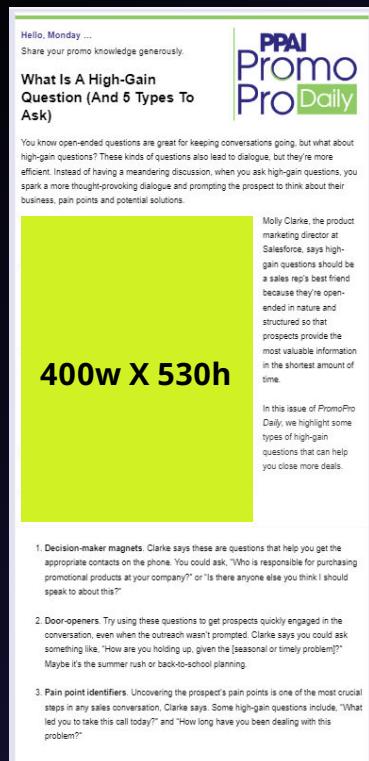 Hello, Monday ...
Share your promo knowledge generously.
PPAI
Promo
Pro Daily
What Is A High-Gain
Question (And 5 Types To
Ask)
You know open-ended questions are great for keeping conversations going, but what about
high-gain questions? These kinds of questions also lead to dialogue, but they're more
efficient. Instead of having a meandering discussion, when you ask high-gain questions, you
spark a more thought-provoking dialogue and prompting the prospect to think about their
business, pain points and potential solutions.
400w X 530h
Molly Clarke, the product
marketing director at
Salesforce, says high-
gain questions should be
a sales rep's best friend
because they're open-
ended in nature and
structured so that
prospects provide the
most valuable information
in the shortest amount of
time.
In this issue of PromoPro
Daily, we highlight some
types of high-gain
questions that can help
you close more deals.
1. Decision-maker magnets. Clarke says these are questions that help you get the
appropriate contacts on the phone. You could ask, "Who is responsible for purchasing
promotional products at your company?" or "Is there anyone else you think I should
speak to about this?"
2. Door-openers. Try using these questions to get prospects quickly engaged in the
conversation, even when the outreach wasn't prompted. Clarke says you could ask
something like, "How are you holding up, given the [seasonal or timely problem]?"
Maybe it's the summer rush or back-to-school planning.
3. Pain point identifiers. Uncovering the prospect's pain points is one of the most crucial
steps in any sales conversation, Clarke says. Some high-gain questions include, "What
led you to take this call today?" and "How long have you been dealing with this
problem?"